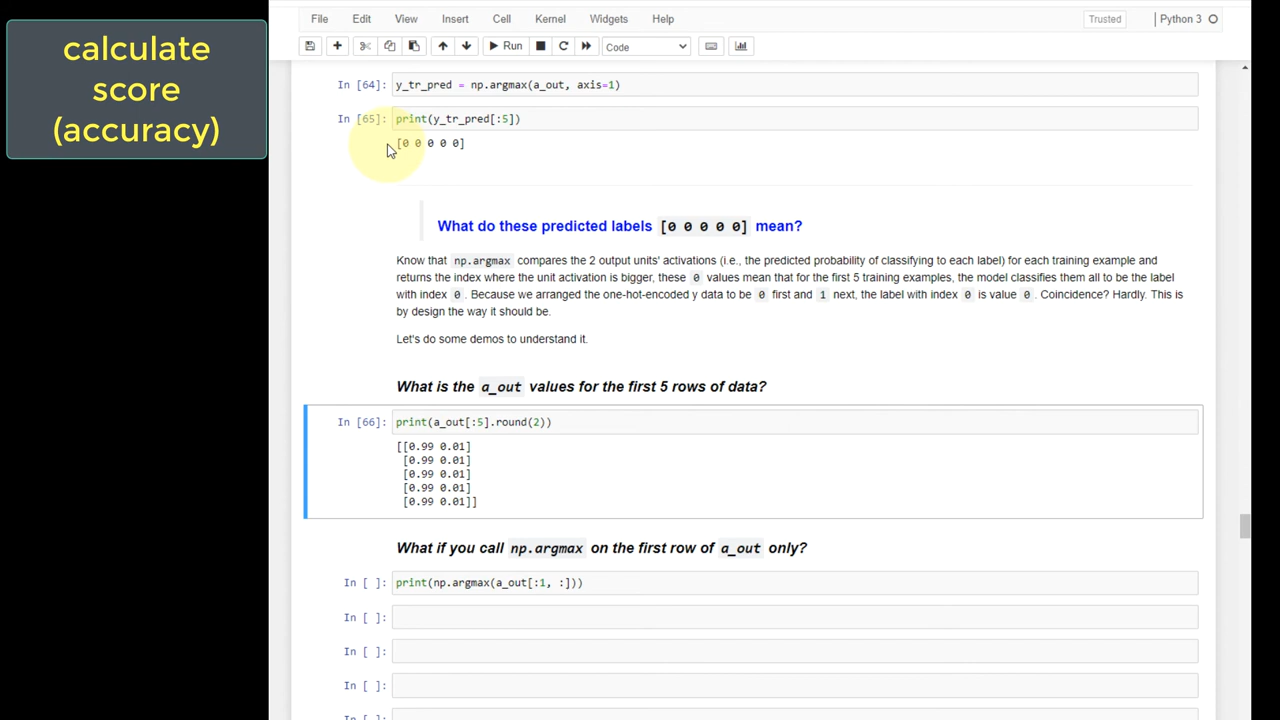 calculate
score
(accuracy)
File Edit View Insert Cell Kernel Widgets Help Trusted Python 3
Run Code
In [64]: y_tr_pred = np.argmax(a_out, axis=1)
In [65]: print(y_tr_pred[:5])
[0 0 0 0 0]
What do these predicted labels [0 0 0 0 0] mean?
Know that np.argmax compares the 2 output units' activations (i.e., the predicted probability of classifying to each label) for each training example and
returns the index where the unit activation is bigger, these 0 values mean that for the first 5 training examples, the model classifies them all to be the label
with index 0. Because we arranged the one-hot-encoded y data to be 0 first and 1 next, the label with index 0 is value 0. Coincidence? Hardly. This is
by design the way it should be.
Let's do some demos to understand it.
What is the a_out values for the first 5 rows of data?
In [66]: print(a_out[:5].round(2))
[[0.99 0.01]
[0.99 0.01]
[0.99 0.01]
[0.99 0.01]
[0.99 0.01]]
What if you call np.argmax on the first row of a_out only?
In [ ]: print(np.argmax(a_out[:1, :]))
In [ ]:
In [ ]:
In [ ]:
In [ ]: